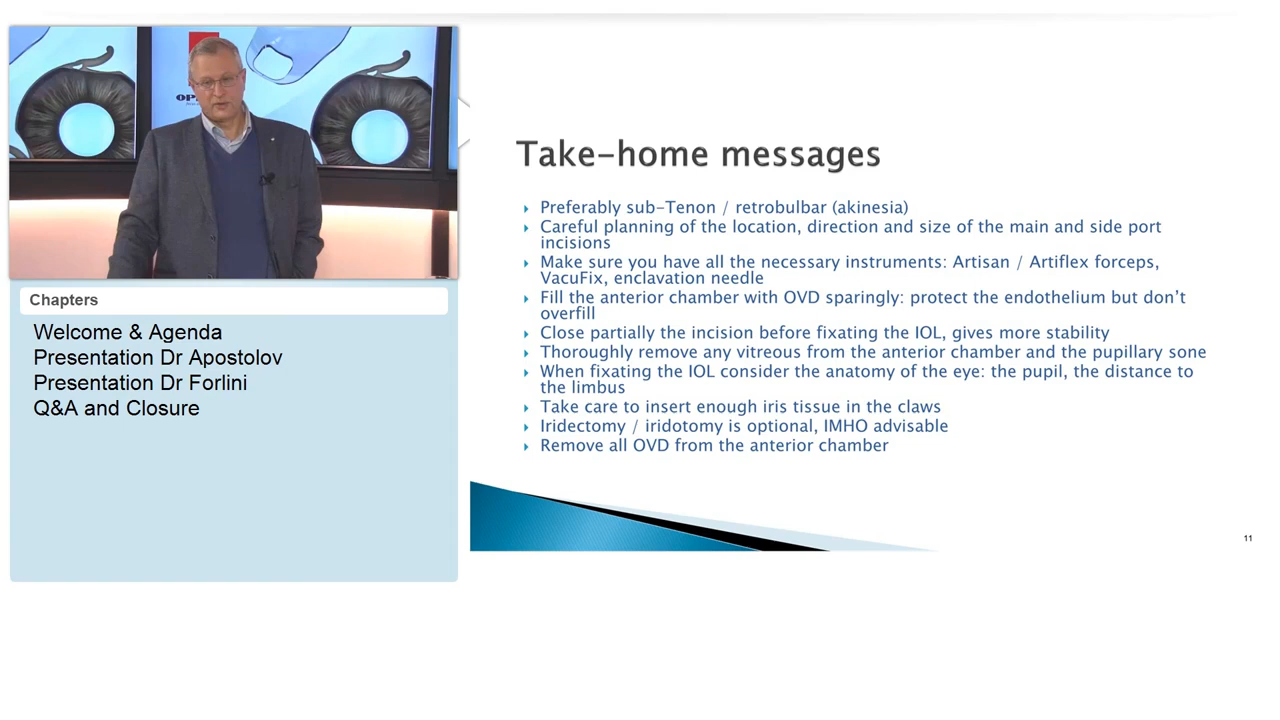 OP
Take-home messages
Preferably sub-Tenon / retrobulbar (akinesia)
Careful planning of the location, direction and size of the main and side port
incisions
Make sure you have all the necessary instruments: Artisan / Artiflex forceps,
VacuFix, enclavation needle
Fill the anterior chamber with OVD sparingly: protect the endothelium but don't
overfill
Close partially the incision before fixating the IOL, gives more stability
Thoroughly remove any vitreous from the anterior chamber and the pupillary sone
When fixating the IOL consider the anatomy of the eye: the pupil, the distance to
the limbus
Take care to insert enough iris tissue in the claws
Iridectomy / iridotomy is optional, IMHO advisable
Remove all OVD from the anterior chamber
11
Chapters
Welcome & Agenda
Presentation Dr Apostolov
Presentation Dr Forlini
Q&A and Closure